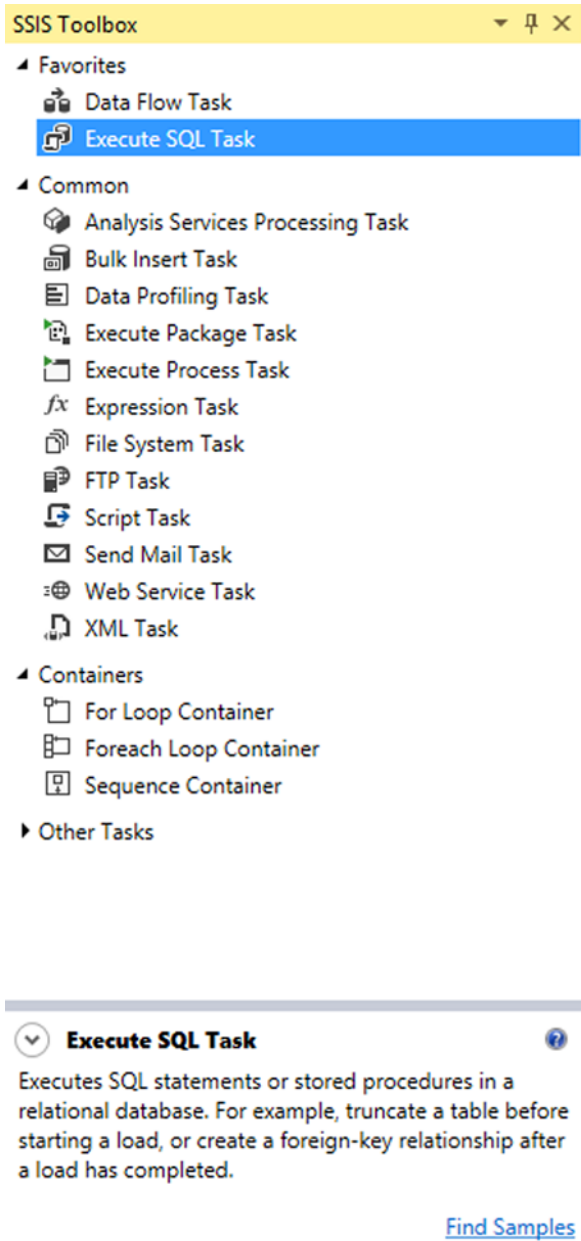 SSIS Toolbox
Favorites
Data Flow Task
Execute SQL Task
Common
Analysis Services Processing Task
Bulk Insert Task
Data Profiling Task
Execute Package Task
Execute Process Task
fx Expression Task
File System Task
FTP Task
Script Task
Send Mail Task
Web Service Task
XML Task
Containers
For Loop Container
Foreach Loop Container
Sequence Container
Other Tasks
Execute SQL Task
Executes SQL statements or stored procedures in a
relational database. For example, truncate a table before
starting a load, or create a foreign-key relationship after
a load has completed.
Find Samples